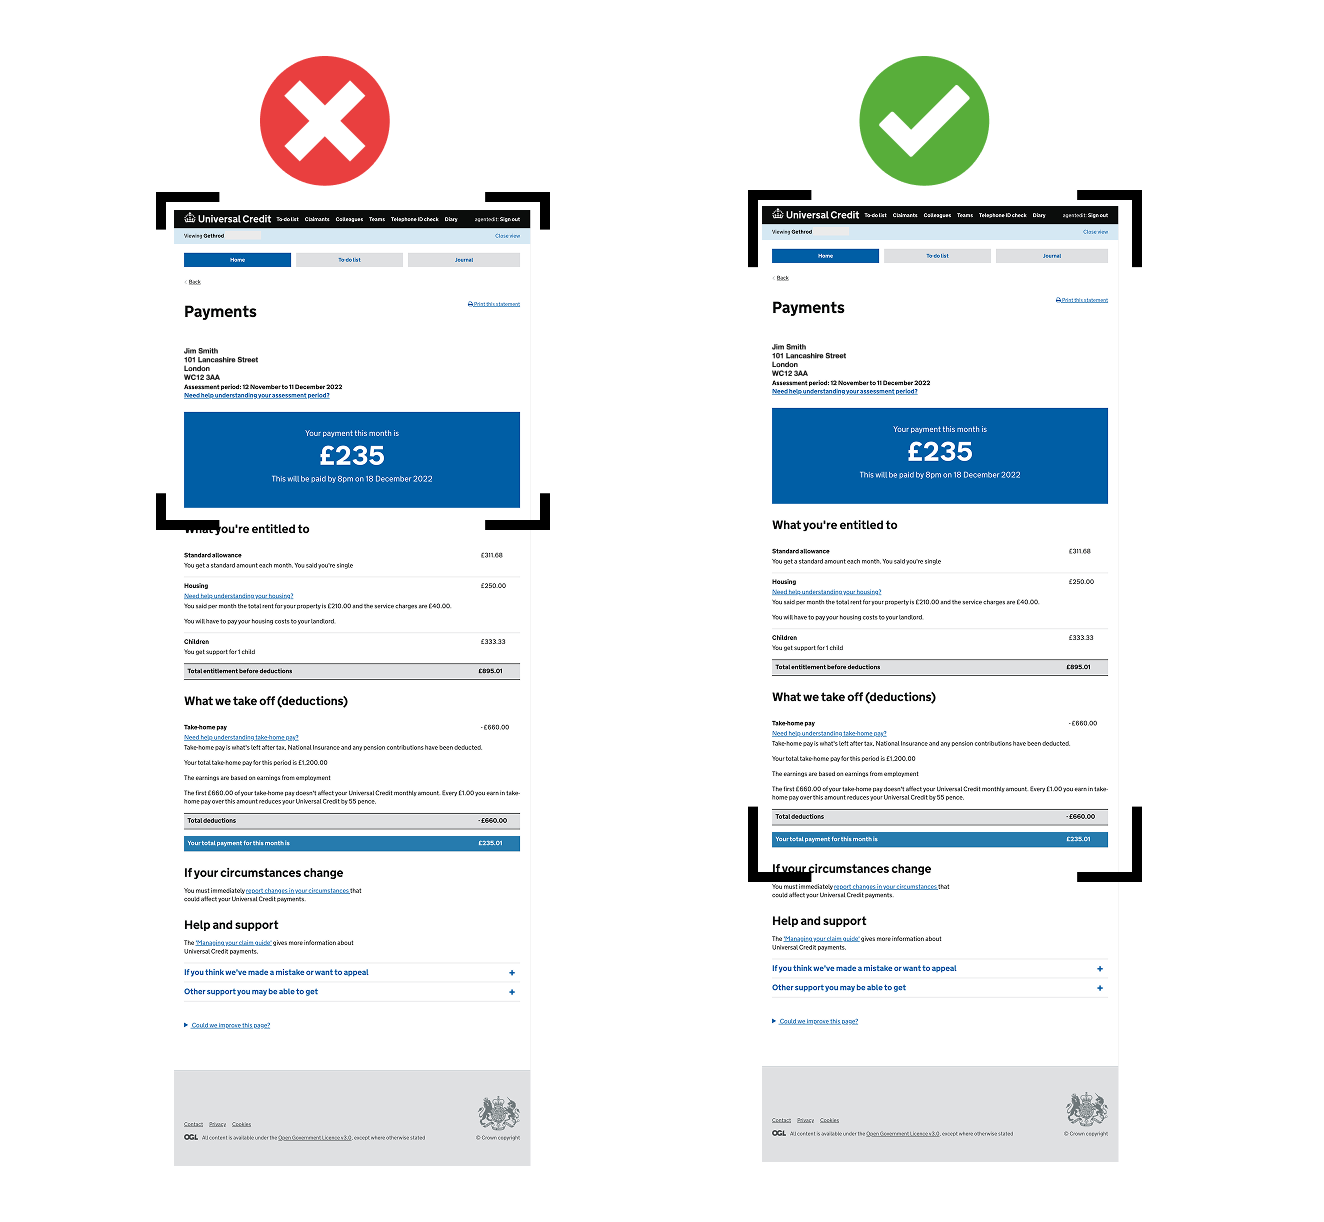 Universal Credit To-do list Claimants Colleagues Teams Telephone ID check Diary agentedit: Sign out
Viewing Gethrod Close view
Home To-do list Journal
‹ Back
Payments Print this statement
Jim Smith
101 Lancashire Street
London
WC12 3AA
Assessment period: 12 November to 11 December 2022
Need help understanding your assessment period?
Your payment this month is
£235
This will be paid by 8pm on 18 December 2022
What you're entitled to
Standard allowance £311.68
You get a standard amount each month. You said you're single
Housing £250.00
Need help understanding your housing?
You said per month the total rent for your property is £210.00 and the service charges are £40.00.
You will have to pay your housing costs to your landlord.
Children £333.33
You get support for 1 child
Total entitlement before deductions £895.01
What we take off (deductions)
Take-home pay - £660.00
Need help understanding take-home pay?
Take-home pay is what's left after tax, National Insurance and any pension contributions have been deducted.
Your total take-home pay for this period is £1,200.00
The earnings are based on earnings from employment
The first £660.00 of your take-home pay doesn't affect your Universal Credit monthly amount. Every £1.00 you earn in take-
home pay over this amount reduces your Universal Credit by 55 pence.
Total deductions - £660.00
Your total payment for this month is £235.01
If your circumstances change
You must immediately report changes in your circumstances that
could affect your Universal Credit payments.
Help and support
The 'Managing your claim guide' gives more information about
Universal Credit payments.
If you think we've made a mistake or want to appeal +
Other support you may be able to get +
Could we improve this page?
Contact Privacy Cookies
OGL All content is available under the Open Government Licence v3.0, except where otherwise stated © Crown copyright
Universal Credit To-do list Claimants Colleagues Teams Telephone ID check Diary agentedit: Sign out
Viewing Gethrod Close view
Home To-do list Journal
‹ Back
Payments Print this statement
Jim Smith
101 Lancashire Street
London
WC12 3AA
Assessment period: 12 November to 11 December 2022
Need help understanding your assessment period?
Your payment this month is
£235
This will be paid by 8pm on 18 December 2022
What you're entitled to
Standard allowance £311.68
You get a standard amount each month. You said you're single
Housing £250.00
Need help understanding your housing?
You said per month the total rent for your property is £210.00 and the service charges are £40.00.
You will have to pay your housing costs to your landlord.
Children £333.33
You get support for 1 child
Total entitlement before deductions £895.01
What we take off (deductions)
Take-home pay - £660.00
Need help understanding take-home pay?
Take-home pay is what's left after tax, National Insurance and any pension contributions have been deducted.
Your total take-home pay for this period is £1,200.00
The earnings are based on earnings from employment
The first £660.00 of your take-home pay doesn't affect your Universal Credit monthly amount. Every £1.00 you earn in take-
home pay over this amount reduces your Universal Credit by 55 pence.
Total deductions - £660.00
Your total payment for this month is £235.01
If your circumstances change
You must immediately report changes in your circumstances that
could affect your Universal Credit payments.
Help and support
The 'Managing your claim guide' gives more information about
Universal Credit payments.
If you think we've made a mistake or want to appeal +
Other support you may be able to get +
Could we improve this page?
Contact Privacy Cookies
OGL All content is available under the Open Government Licence v3.0, except where otherwise stated © Crown copyright